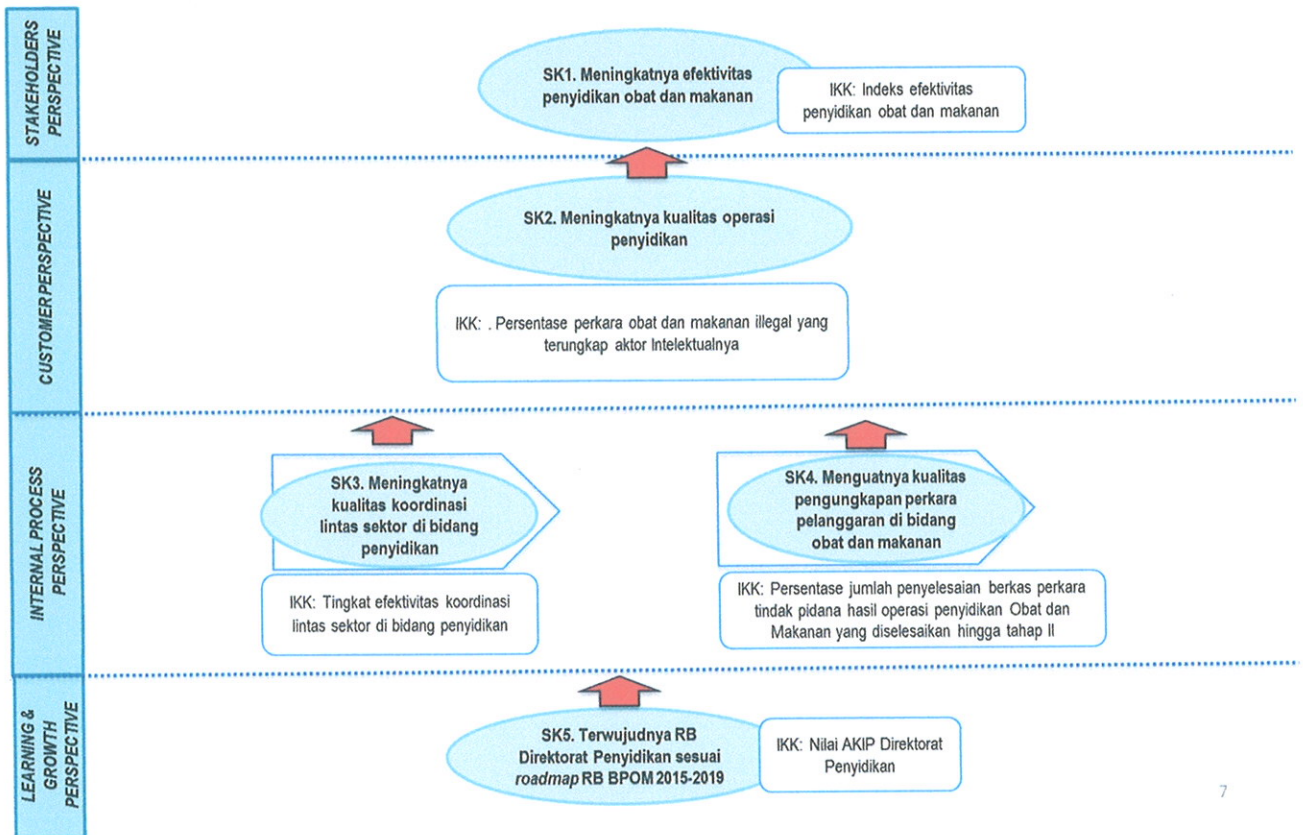 STAKEHOLDERS
PERSPECTIVE
SK1. Meningkatnya efektivitas
penyidikan obat dan makanan
IKK: Indeks efektivitas
penyidikan obat dan makanan
CUSTOMER PERSPECTIVE
SK2. Meningkatnya kualitas operasi
penyidikan
IKK: . Persentase perkara obat dan makanan illegal yang
terungkap aktor Intelektualnya
INTERNAL PROCESS
PERSPECTIVE
SK3. Meningkatnya
kualitas koordinasi
lintas sektor di bidang
penyidikan
IKK: Tingkat efektivitas koordinasi
lintas sektor di bidang penyidikan
SK4. Menguatnya kualitas
pengungkapan perkara
pelanggaran di bidang
obat dan makanan
IKK: Persentase jumlah penyelesaian berkas perkara
tindak pidana hasil operasi penyidikan Obat dan
Makanan yang diselesaikan hingga tahap II
LEARNING &
GROWTH
PERSPECTIVE
SK5. Terwujudnya RB
Direktorat Penyidikan sesuai
roadmap RB BPOM 2015-2019
IKK: Nilai AKIP Direktorat
Penyidikan
7